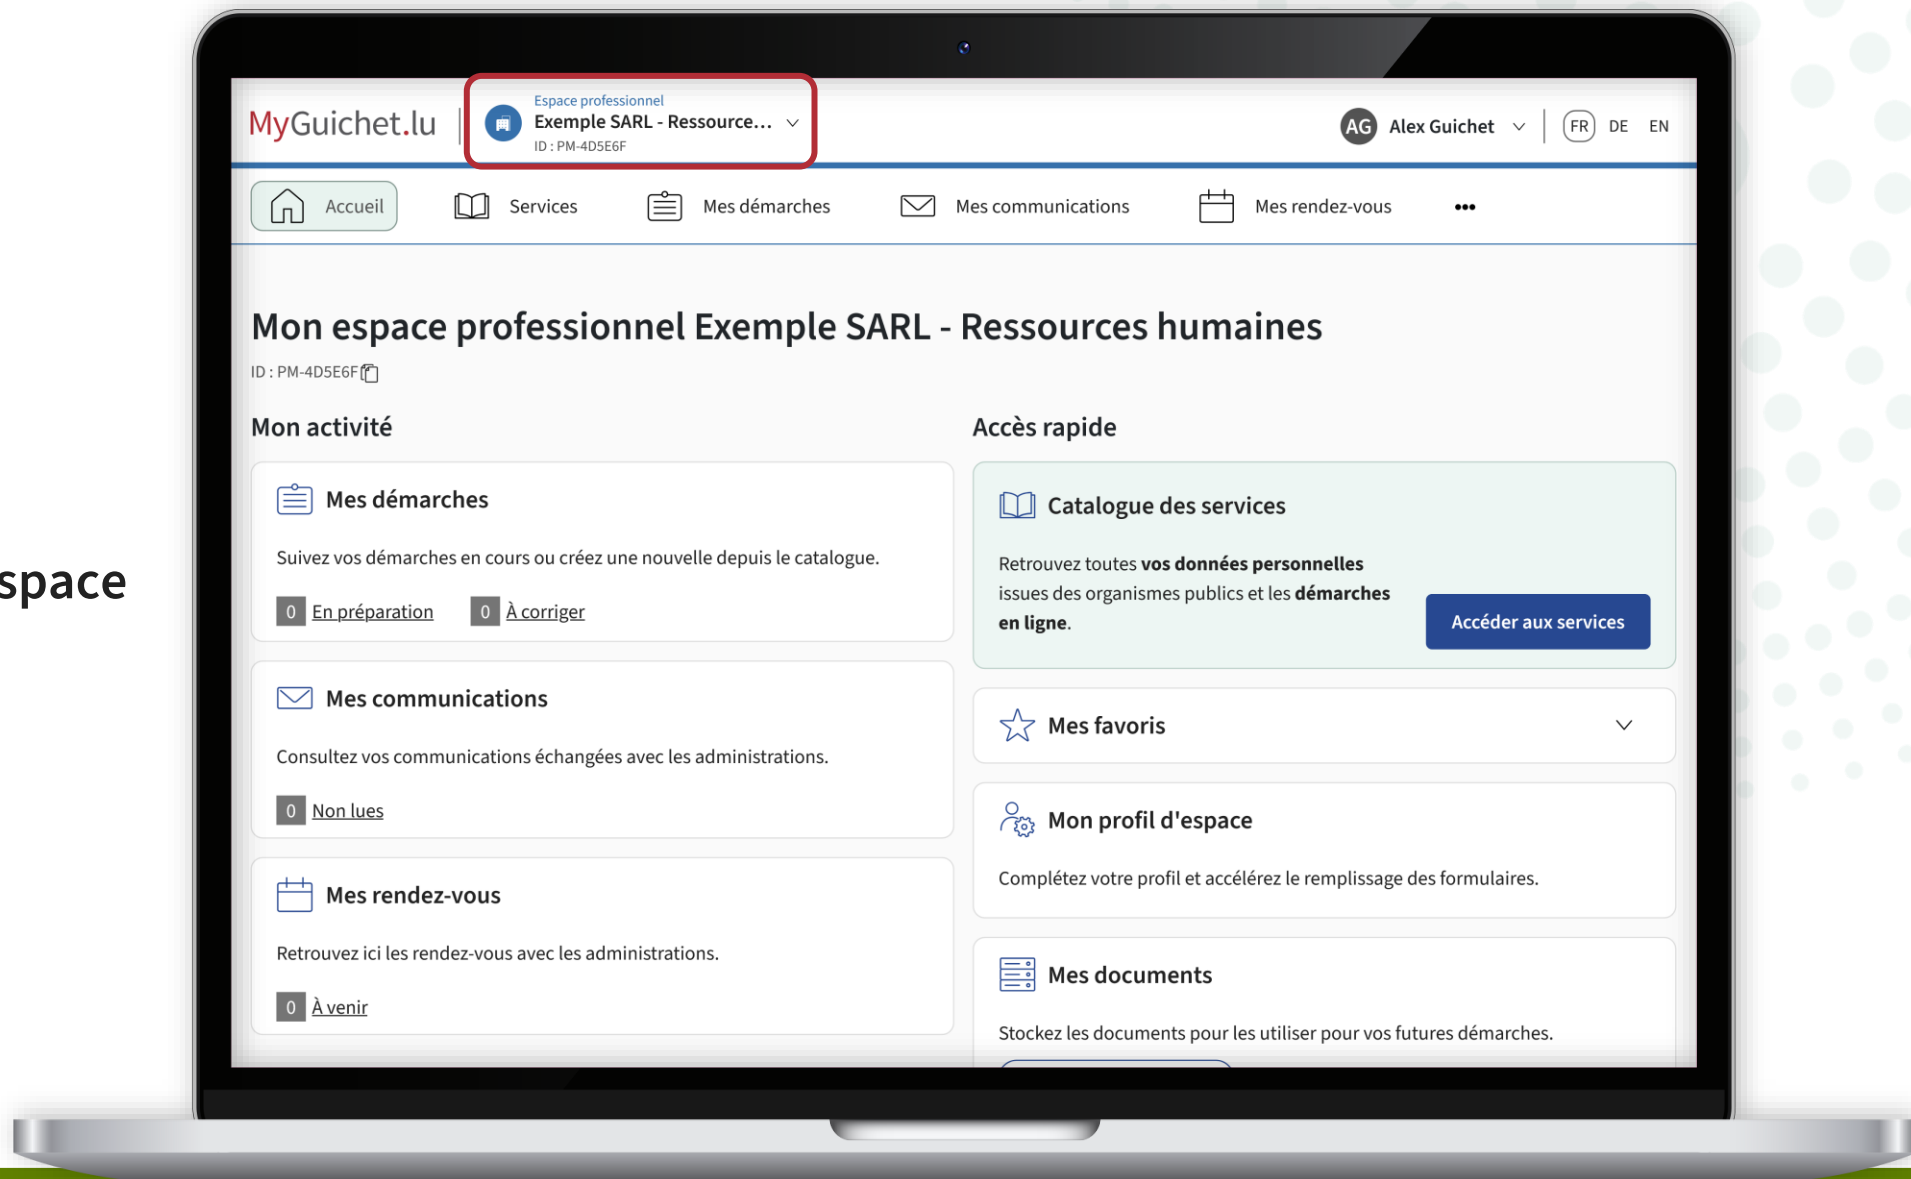 MyGuichet.lu
Espace professionnel
Exemple SARL - Ressource...
ID : PM-4D5E6F
AG Alex Guichet
FR DE EN
Accueil
Services
Mes démarches
Mes communications
Mes rendez-vous
•••
Mon espace professionnel Exemple SARL - Ressources humaines
ID : PM-4D5E6F
Mon activité
Mes démarches
Suivez vos démarches en cours ou créez une nouvelle depuis le catalogue.
0 En préparation
0 À corriger
Mes communications
Consultez vos communications échangées avec les administrations.
0 Non lues
Mes rendez-vous
Retrouvez ici les rendez-vous avec les administrations.
0 À venir
Accès rapide
Catalogue des services
Retrouvez toutes vos données personnelles
issues des organismes publics et les démarches
en ligne.
Accéder aux services
Mes favoris
Mon profil d'espace
Complétez votre profil et accélérez le remplissage des formulaires.
Mes documents
Stockez les documents pour les utiliser pour vos futures démarches.
space